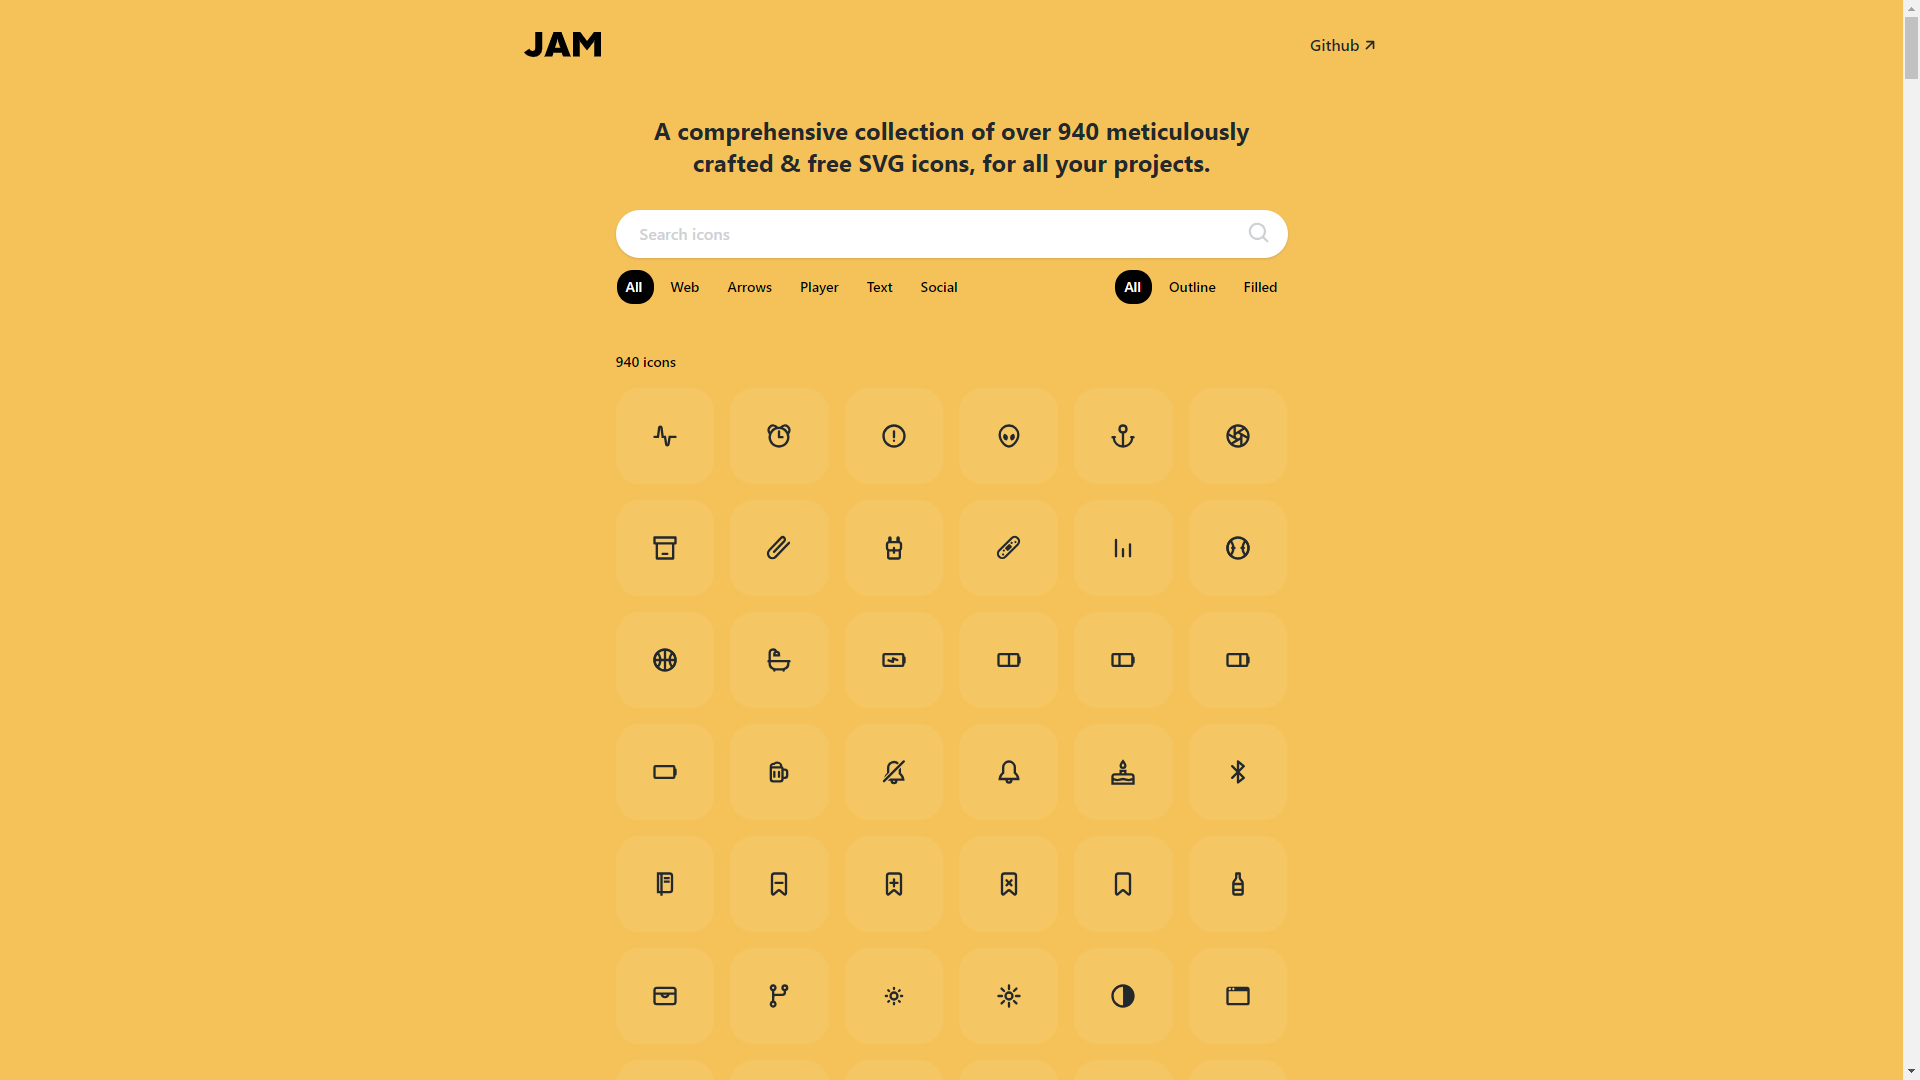 JAM
Github
A comprehensive collection of over 940 meticulously
crafted & free SVG icons, for all your projects.
Search icons
All Web Arrows Player Text Social All Outline Filled
940 icons